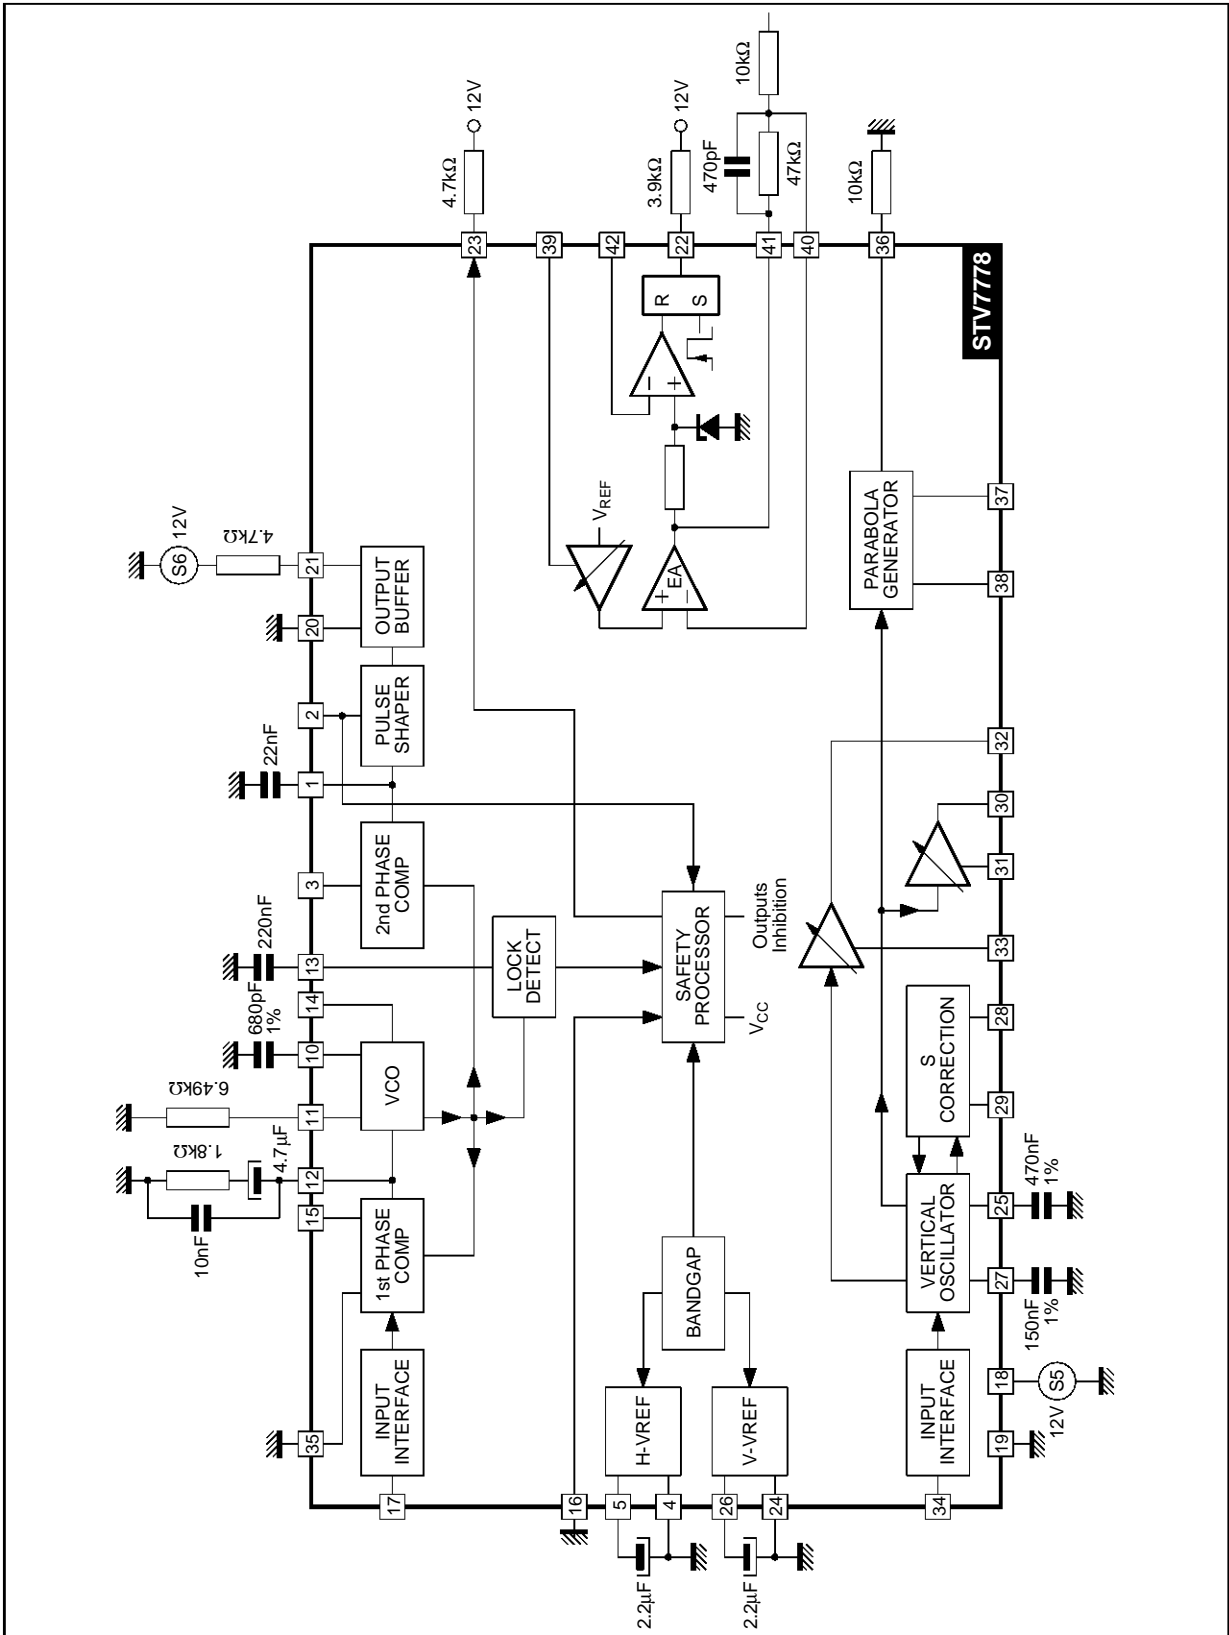 10nF
1.8kΩ
4.7µF
6.49kΩ
680pF
1%
220nF
22nF
S6
12V
4.7kΩ
35
15
12
11
10
14
13
3
1
2
20
21
17
INPUT
INTERFACE
1st PHASE
COMP
VCO
2nd PHASE
COMP
PULSE
SHAPER
OUTPUT
BUFFER
LOCK
DETECT
16
23
4.7kΩ
12V
2.2µF
5
4
H-VREF
BANDGAP
SAFETY
PROCESSOR
VCC
Outputs
Inhibition
VREF
EA
+
−
−
+
R
S
39
42
22
3.9kΩ
12V
2.2µF
26
24
V-VREF
41
40
470pF
47kΩ
10kΩ
34
INPUT
INTERFACE
VERTICAL
OSCILLATOR
S
CORRECTION
PARABOLA
GENERATOR
36
10kΩ
19
18
27
25
29
28
33
31
30
32
38
37
STV7778
12V
S5
150nF
1%
470nF
1%